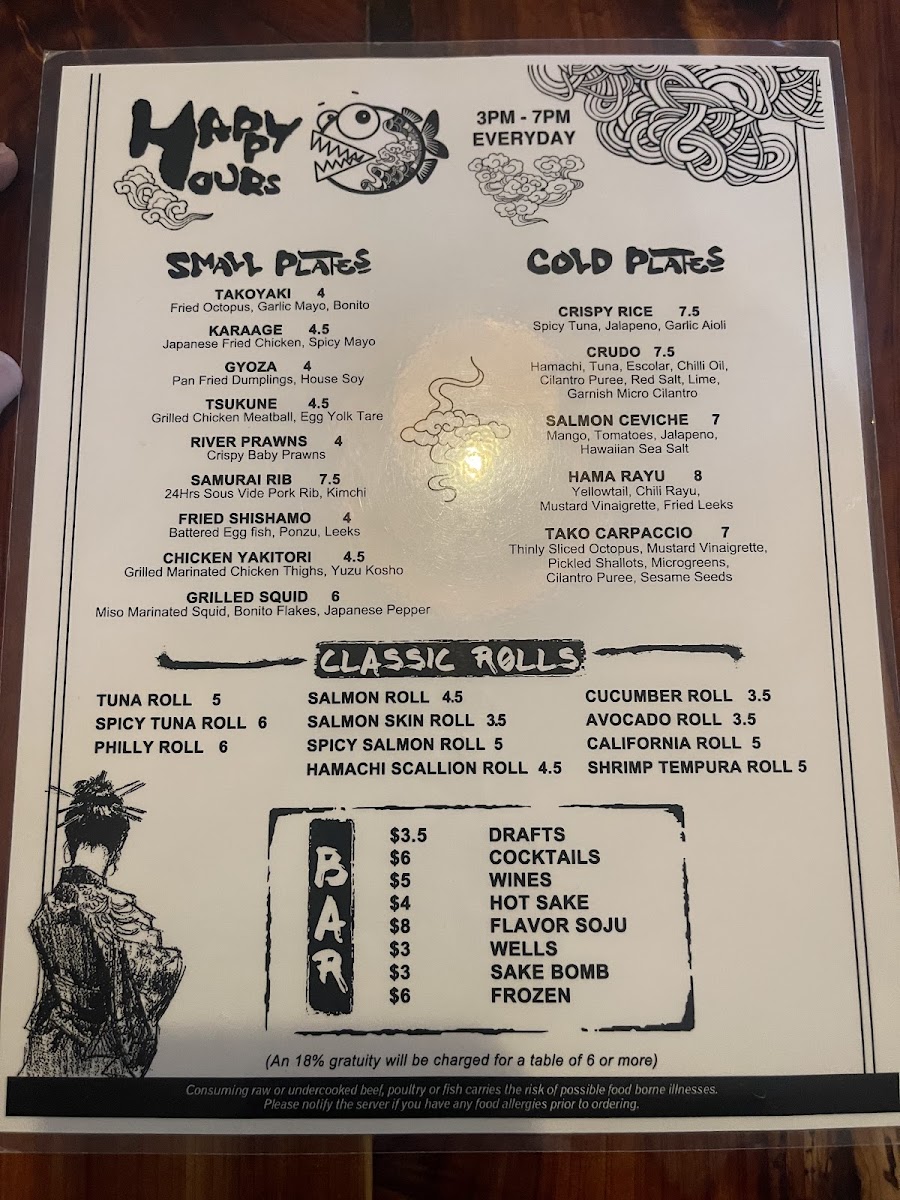 HAPPY
HOURS
3PM - 7PM
EVERYDAY
SMALL PLATES
TAKOYAKI 4
Fried Octopus, Garlic Mayo, Bonito
KARAAGE 4.5
Japanese Fried Chicken, Spicy Mayo
GYOZA 4
Pan Fried Dumplings, House Soy
TSUKUNE 4.5
Grilled Chicken Meatball, Egg Yolk Tare
RIVER PRAWNS 4
Crispy Baby Prawns
SAMURAI RIB 7.5
24Hrs Sous Vide Pork Rib, Kimchi
FRIED SHISHAMO 4
Battered Egg fish, Ponzu, Leeks
CHICKEN YAKITORI 4.5
Grilled Marinated Chicken Thighs, Yuzu Kosho
GRILLED SQUID 6
Miso Marinated Squid, Bonito Flakes, Japanese Pepper
COLD PLATES
CRISPY RICE 7.5
Spicy Tuna, Jalapeno, Garlic Aioli
CRUDO 7.5
Hamachi, Tuna, Escolar, Chilli Oil,
Cilantro Puree, Red Salt, Lime,
Garnish Micro Cilantro
SALMON CEVICHE 7
Mango, Tomatoes, Jalapeno,
Hawaiian Sea Salt
HAMA RAYU 8
Yellowtail, Chili Rayu,
Mustard Vinaigrette, Fried Leeks
TAKO CARPACCIO 7
Thinly Sliced Octopus, Mustard Vinaigrette,
Pickled Shallots, Microgreens,
Cilantro Puree, Sesame Seeds
CLASSIC ROLLS
TUNA ROLL 5
SPICY TUNA ROLL 6
PHILLY ROLL 6
SALMON ROLL 4.5
SALMON SKIN ROLL 3.5
SPICY SALMON ROLL 5
HAMACHI SCALLION ROLL 4.5
CUCUMBER ROLL 3.5
AVOCADO ROLL 3.5
CALIFORNIA ROLL 5
SHRIMP TEMPURA ROLL 5
BAR
$3.5 DRAFTS
$6 COCKTAILS
$5 WINES
$4 HOT SAKE
$8 FLAVOR SOJU
$3 WELLS
$3 SAKE BOMB
$6 FROZEN
(An 18% gratuity will be charged for a table of 6 or more)
Consuming raw or undercooked beef, poultry or fish carries the risk of possible food borne illnesses.
Please notify the server if you have any food allergies prior to ordering.